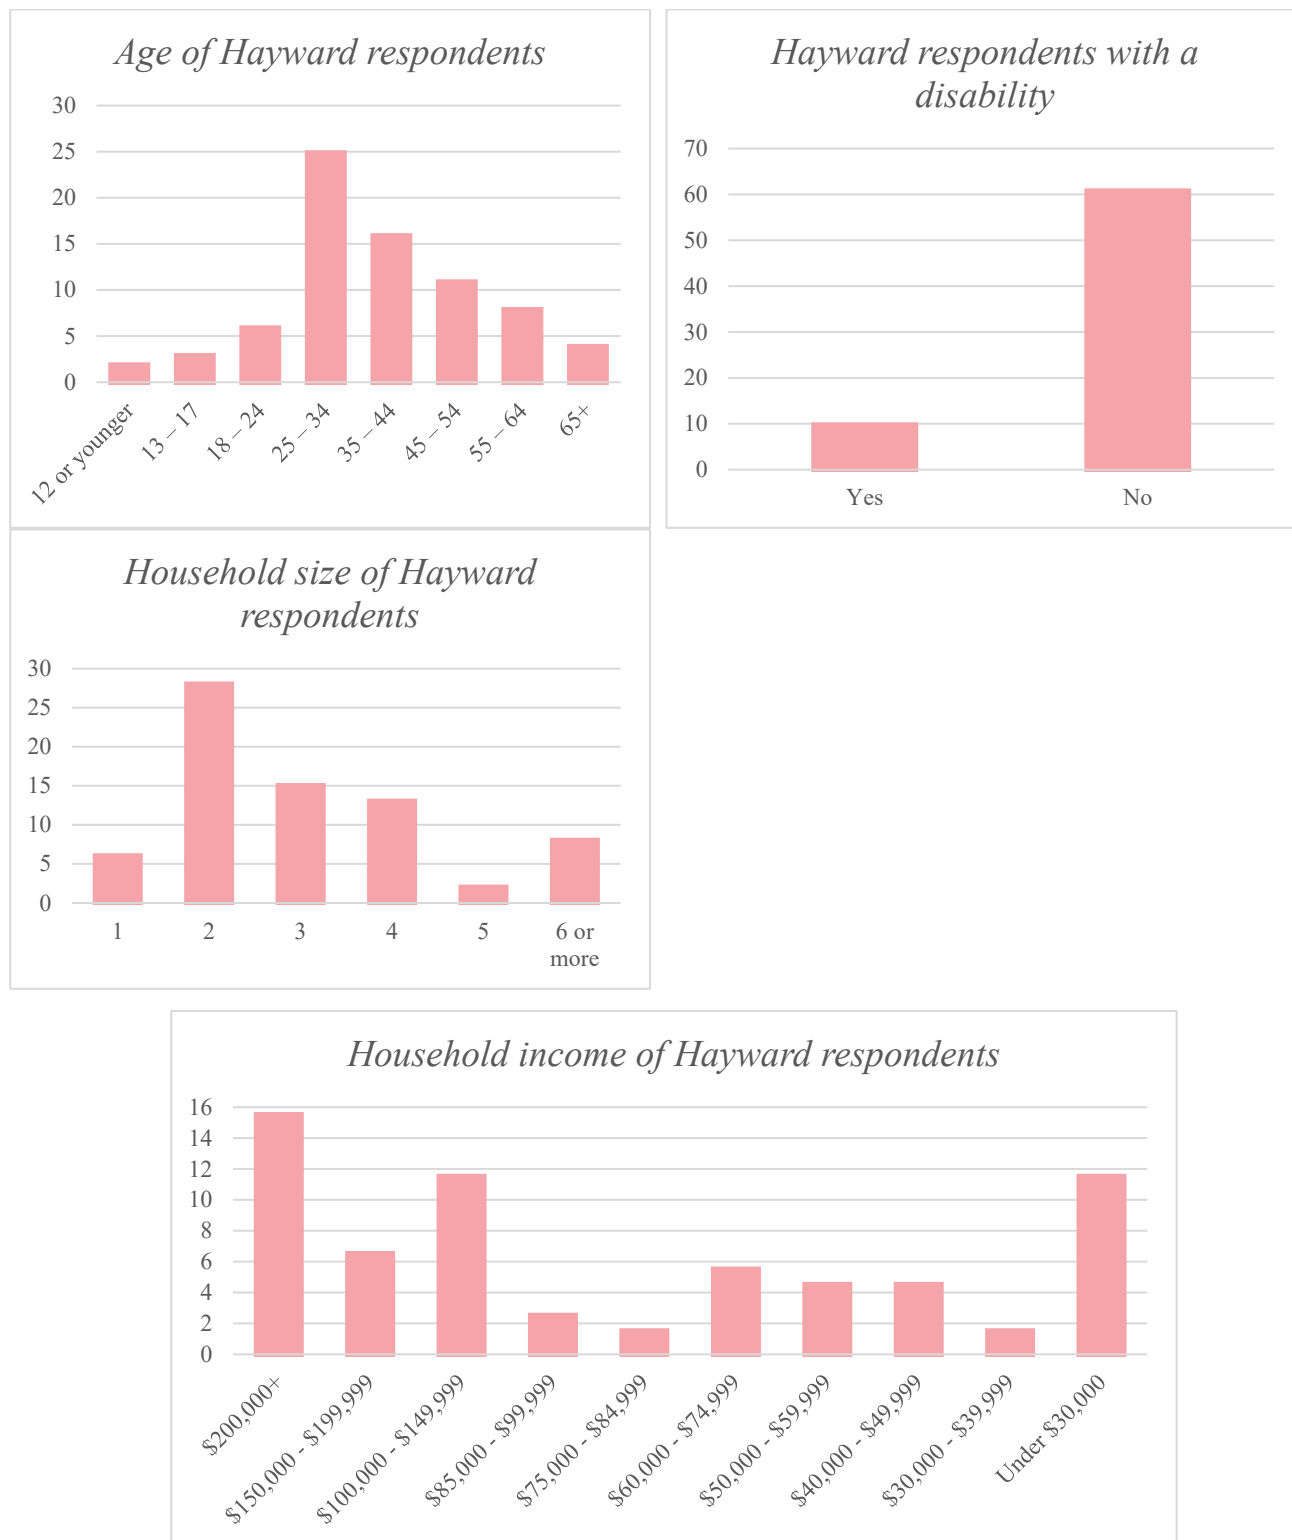 Age of Hayward respondents
30
25
20
15
10
5
0
12 or younger
13 – 17
18 – 24
25 – 34
35 – 44
45 – 54
55 – 64
65+
Hayward respondents with a
disability
70
60
50
40
30
20
10
0
Yes
No
Household size of Hayward
respondents
30
25
20
15
10
5
0
1
2
3
4
5
6 or
more
Household income of Hayward respondents
16
14
12
10
8
6
4
2
0
$200,000+
$150,000 - $199,999
$100,000 - $149,999
$85,000 - $99,999
$75,000 - $84,999
$60,000 - $74,999
$50,000 - $59,999
$40,000 - $49,999
$30,000 - $39,999
Under $30,000